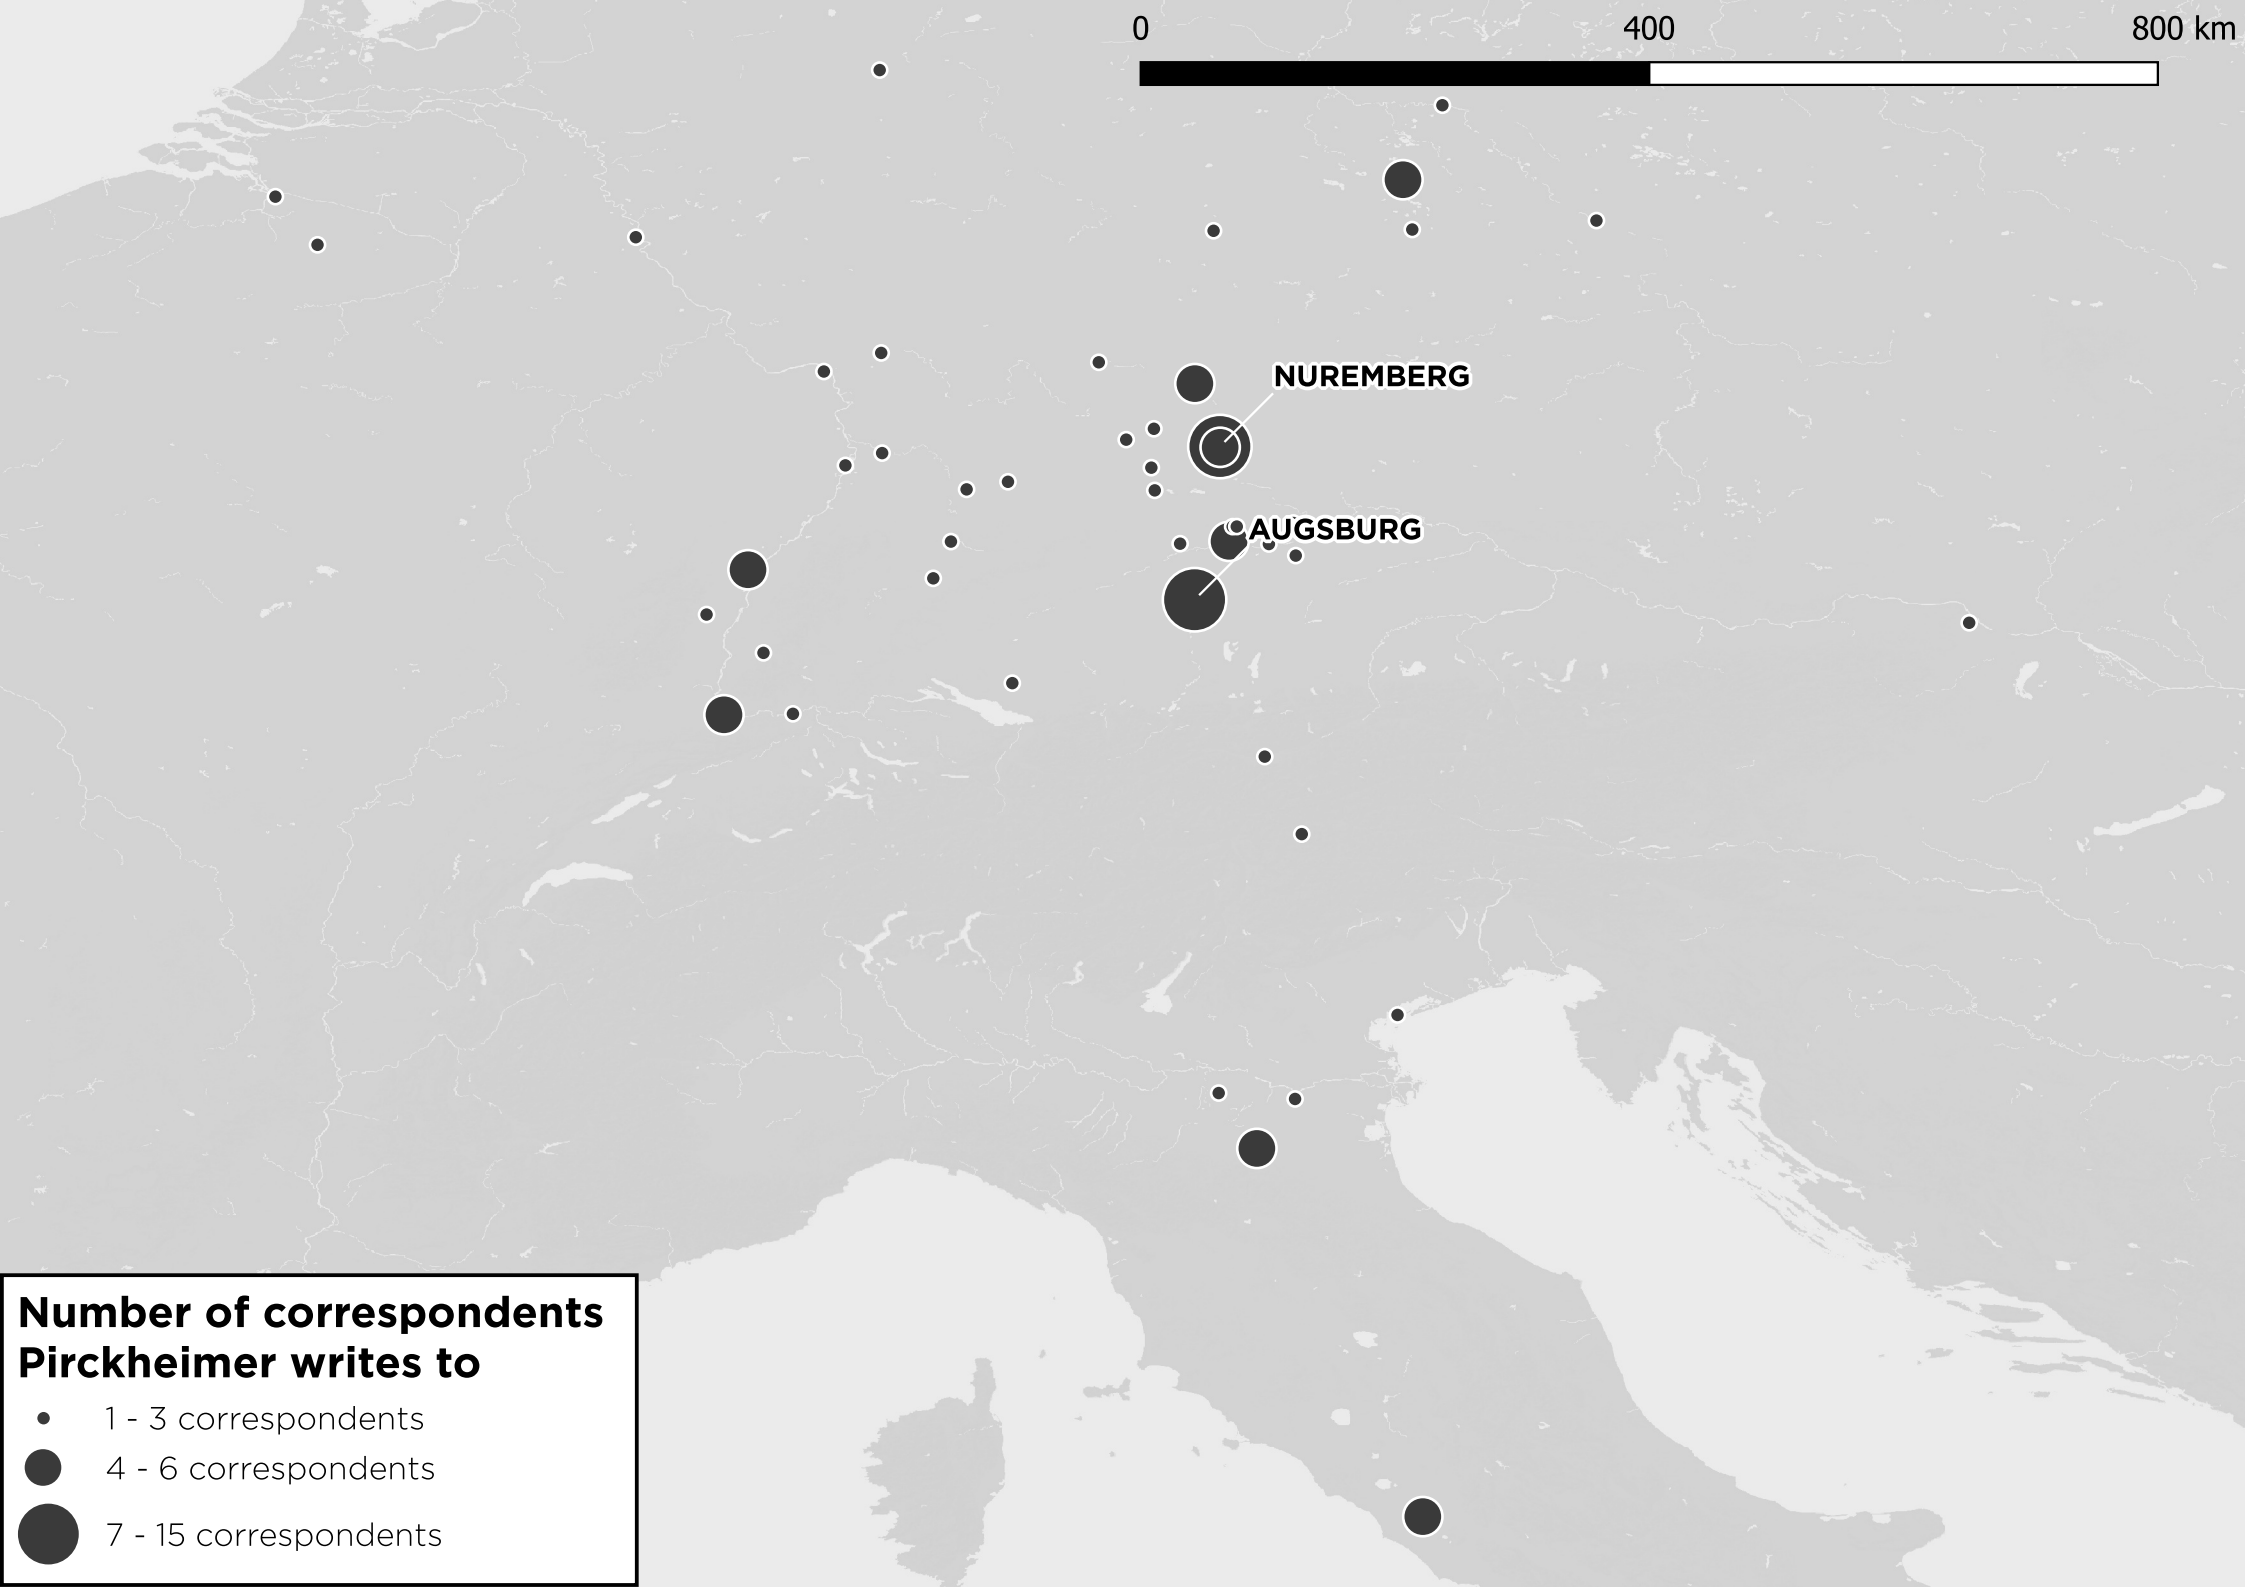 0 400 800 km
NUREMBERG
AUGSBURG
Number of correspondents
Pirckheimer writes to
1 - 3 correspondents
4 - 6 correspondents
7 - 15 correspondents